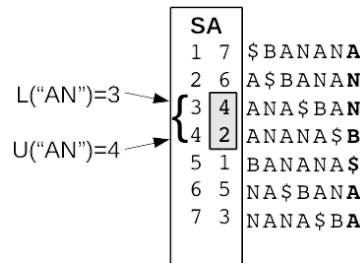 SA
1 7 $BANANA
2 6 A$BANAN
L(“AN”)=3
3 4 ANA$BAN
4 2 ANANA$B
U(“AN”)=4
5 1 BANANA$
6 5 NA$BANA
7 3 NANA$BA